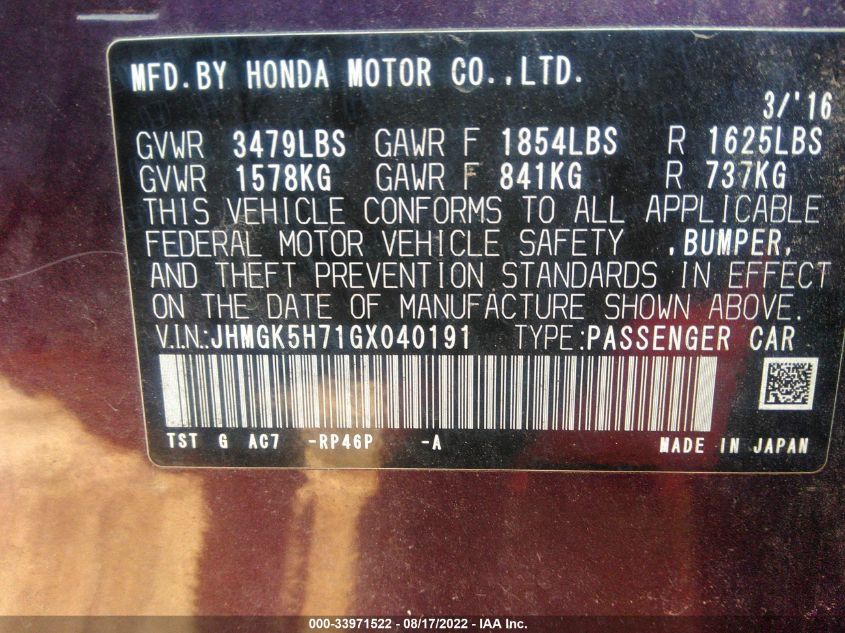 MFD.BY HONDA MOTOR CO.,LTD.
3/'16
GVWR 3479LBS GAWR F 1854LBS R 1625LBS
GVWR 1578KG GAWR F 841KG R 737KG
THIS VEHICLE CONFORMS TO ALL APPLICABLE
FEDERAL MOTOR VEHICLE SAFETY ,BUMPER,
AND THEFT PREVENTION STANDARDS IN EFFECT
ON THE DATE OF MANUFACTURE SHOWN ABOVE.
V.I.N.:JHMGK5H71GX040191 TYPE:PASSENGER CAR
TST G AC7 -RP46P -A MADE IN JAPAN
000-33971522 - 08/17/2022 - IAA Inc.